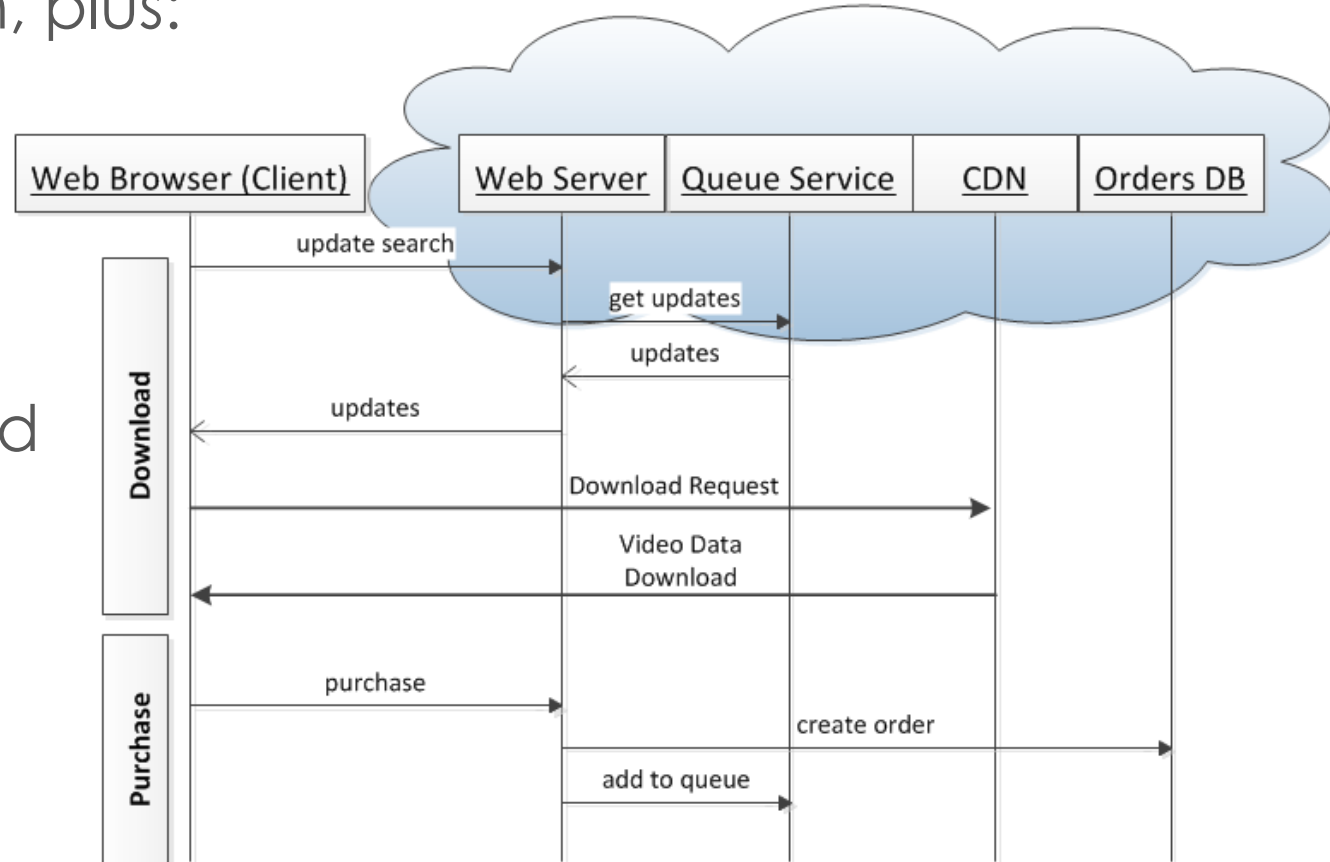 , plus:
Web Browser (Client)
Web Server
Queue Service
CDN
Orders DB
update search
get updates
updates
updates
d
Download
Download Request
Video Data
Download
purchase
Purchase
create order
add to queue